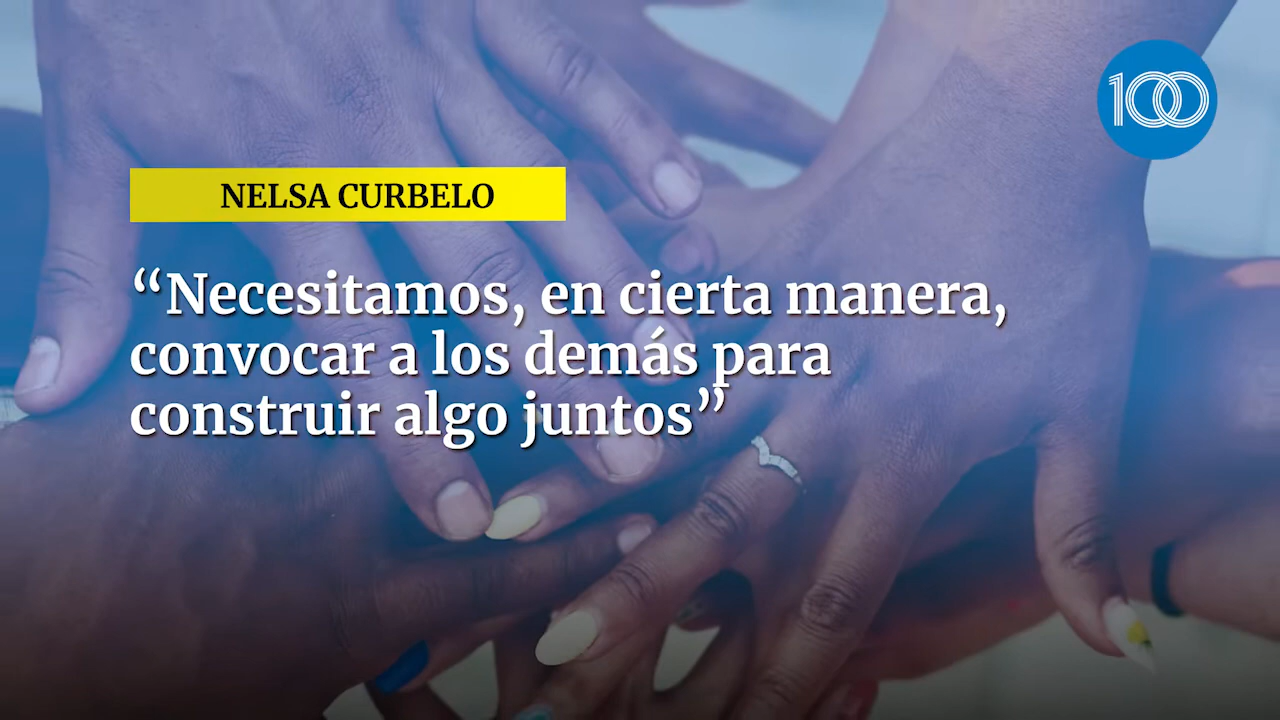 100
NELSA CURBELO
“Necesitamos, en cierta manera,
convocar a los demás para
construir algo juntos”